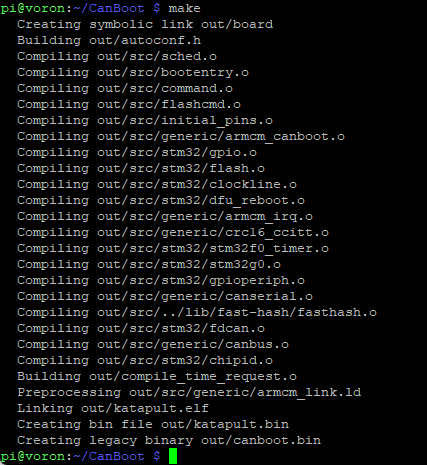 pi@voron:~/CanBoot $ make
  Creating symbolic link out/board
  Building out/autoconf.h
  Compiling out/src/sched.o
  Compiling out/src/bootentry.o
  Compiling out/src/command.o
  Compiling out/src/flashcmd.o
  Compiling out/src/initial_pins.o
  Compiling out/src/generic/armcm_canboot.o
  Compiling out/src/stm32/gpio.o
  Compiling out/src/stm32/flash.o
  Compiling out/src/stm32/clockline.o
  Compiling out/src/stm32/dfu_reboot.o
  Compiling out/src/generic/armcm_irq.o
  Compiling out/src/generic/crc16_ccitt.o
  Compiling out/src/stm32/stm32f0_timer.o
  Compiling out/src/stm32/stm32g0.o
  Compiling out/src/stm32/gpioperiph.o
  Compiling out/src/generic/canserial.o
  Compiling out/src/../lib/fast-hash/fasthash.o
  Compiling out/src/stm32/fdcan.o
  Compiling out/src/generic/canbus.o
  Compiling out/src/stm32/chipid.o
  Building out/compile_time_request.o
  Preprocessing out/src/generic/armcm_link.ld
  Linking out/katapult.elf
  Creating bin file out/katapult.bin
  Creating legacy binary out/canboot.bin
pi@voron:~/CanBoot $